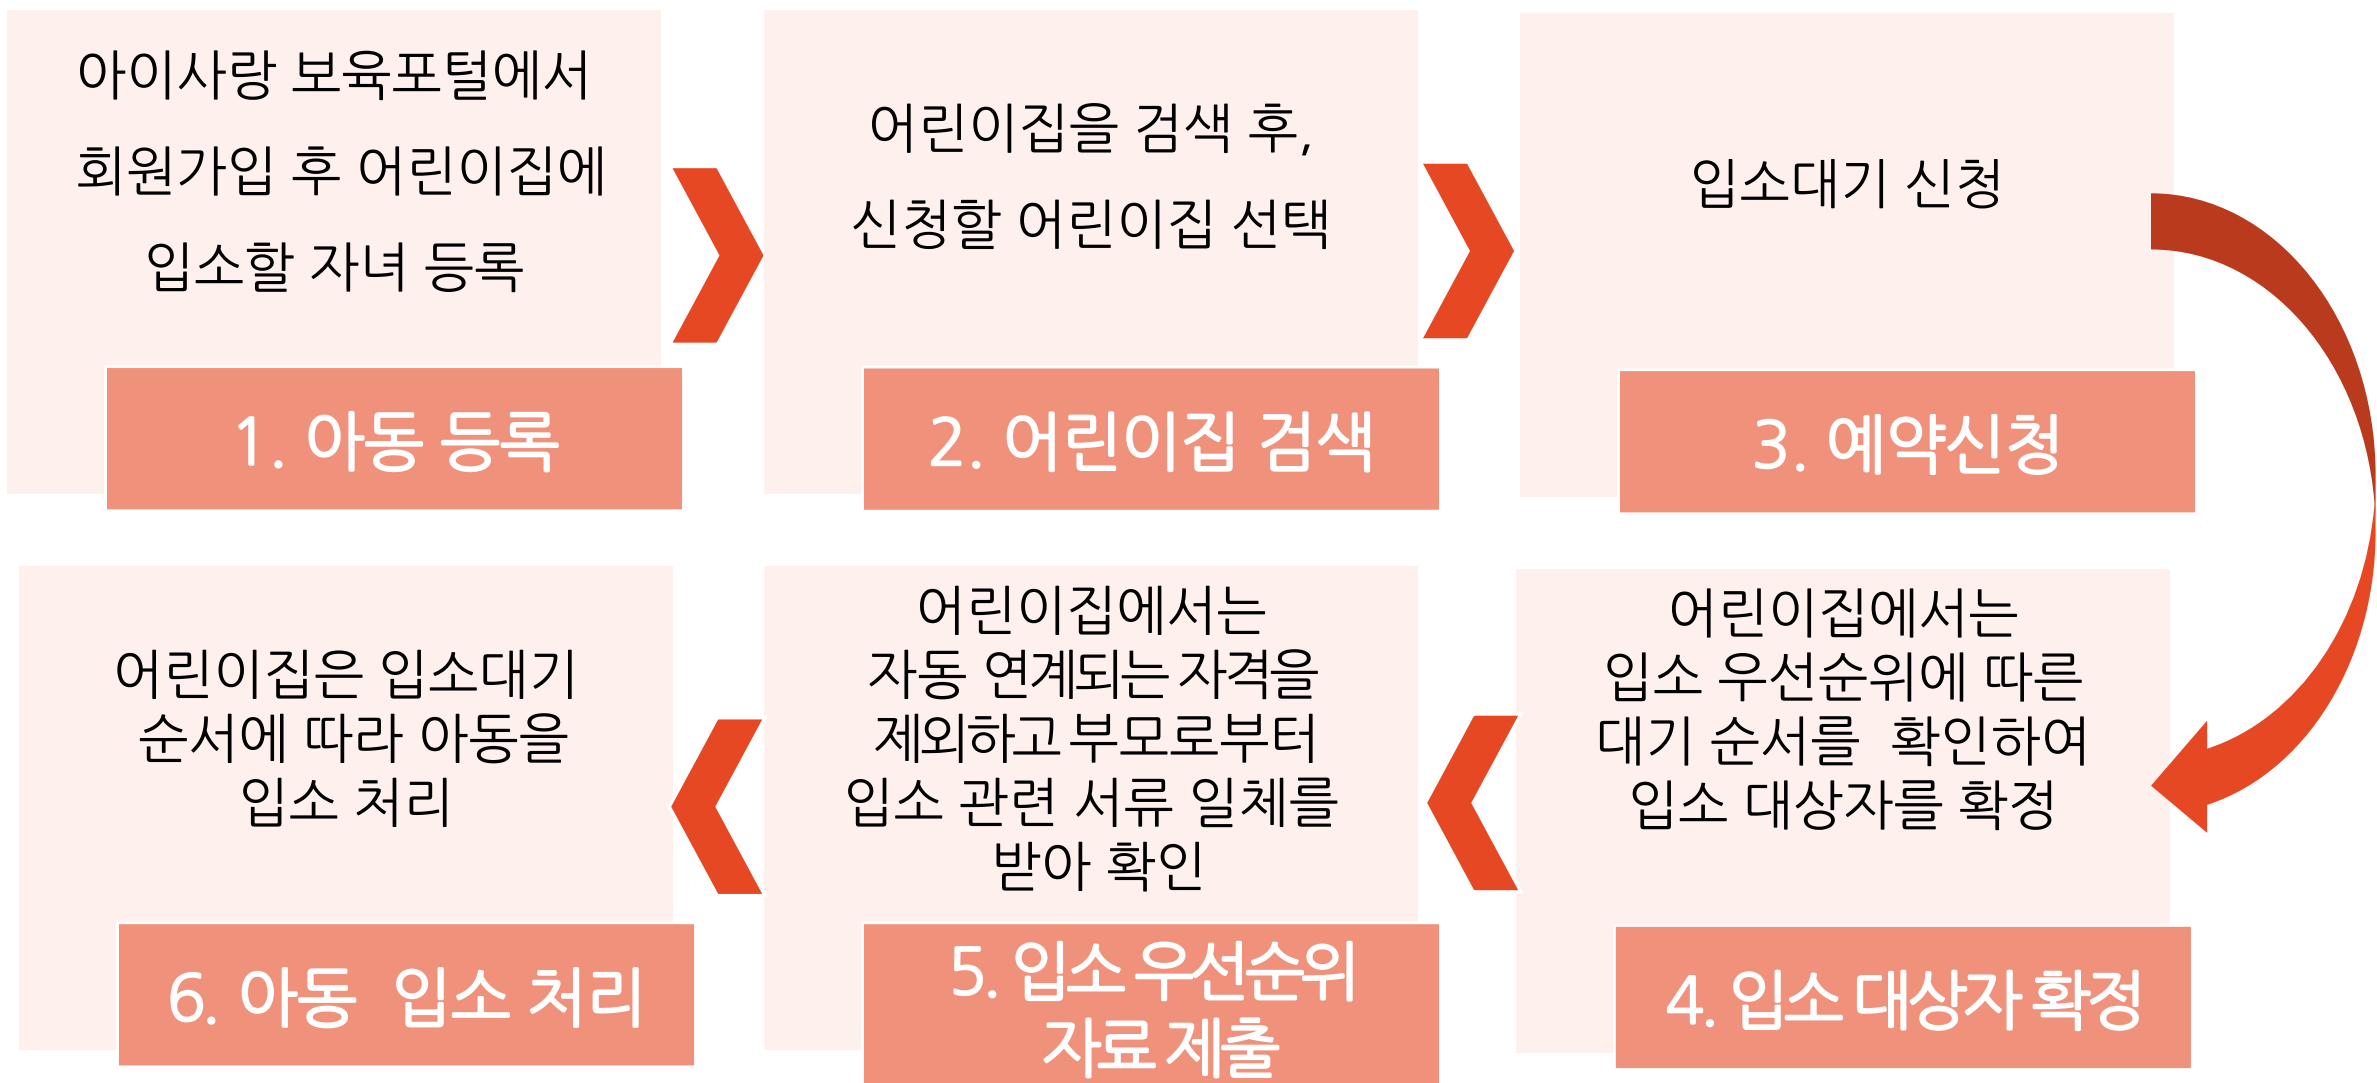 아이사랑 보육포털에서
회원가입 후 어린이집에
입소할 자녀 등록
1. 아동 등록
어린이집을 검색 후,
신청할 어린이집 선택
2. 어린이집 검색
입소대기 신청
3. 예약신청
어린이집에서는
입소 우선순위에 따른
대기 순서를 확인하여
입소 대상자를 확정
4. 입소 대상자 확정
어린이집에서는
자동 연계되는 자격을
제외하고 부모로부터
입소 관련 서류 일체를
받아 확인
5. 입소 우선순위
자료 제출
어린이집은 입소대기
순서에 따라 아동을
입소 처리
6. 아동 입소 처리